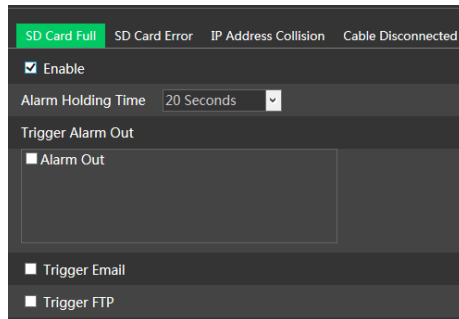 SD Card Full SD Card Error IP Address Collision Cable Disconnected
Enable
Alarm Holding Time 20 Seconds
Trigger Alarm Out
Alarm Out
Trigger Email
Trigger FTP